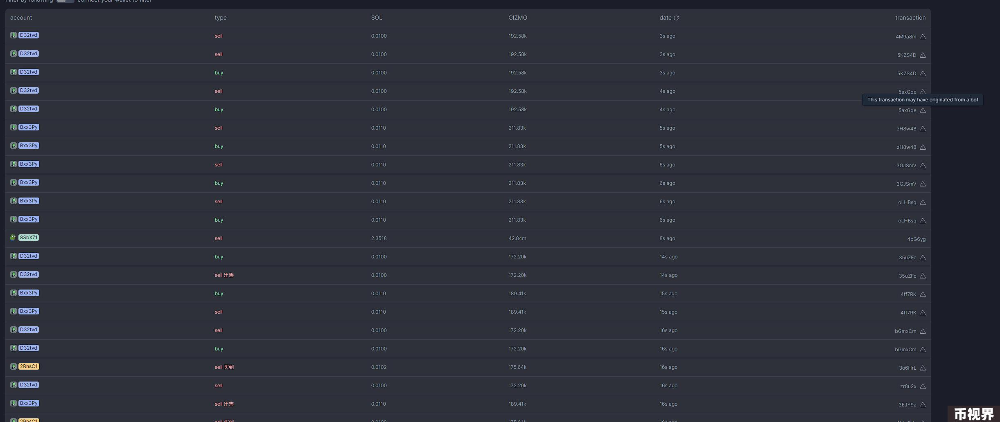 Filter by following connect your wallet to filter
account type SOL GIZMO date transaction
D32tvd sell 0.0100 192.58k 3s ago 4M9a8m
D32tvd sell 0.0100 192.58k 3s ago 5KZS4D
D32tvd buy 0.0100 192.58k 3s ago 5KZS4D
D32tvd sell 0.0100 192.58k 4s ago 5axGqe
This transaction may have originated from a bot
D32tvd buy 0.0100 192.58k 4s ago 5axGqe
Bxx3Py sell 0.0110 211.83k 5s ago zH8w48
Bxx3Py buy 0.0110 211.83k 5s ago zH8w48
Bxx3Py sell 0.0110 211.83k 6s ago 3GJSmV
Bxx3Py buy 0.0110 211.83k 6s ago 3GJSmV
Bxx3Py sell 0.0110 211.83k 6s ago oLHBsq
Bxx3Py buy 0.0110 211.83k 6s ago oLHBsq
8SbX71 sell 2.3518 42.84m 8s ago 4bG6yg
D32tvd buy 0.0100 172.20k 14s ago 35uZFc
D32tvd sell 出售 0.0100 172.20k 14s ago 35uZFc
Bxx3Py buy 0.0110 189.41k 15s ago 4ff7RK
Bxx3Py sell 0.0110 189.41k 15s ago 4ff7RK
D32tvd sell 0.0100 172.20k 16s ago bGmxCm
D32tvd buy 0.0100 172.20k 16s ago bGmxCm
2RhsC1 sell 买到 0.0102 175.64k 16s ago 3o6HrL
D32tvd sell 0.0100 172.20k 16s ago zr8u2x
Bxx3Py sell 出售 0.0110 189.41k 16s ago 3EJY9a
2RhsC1 sell 买到 0.0102 175.64k 16s ago
币视界